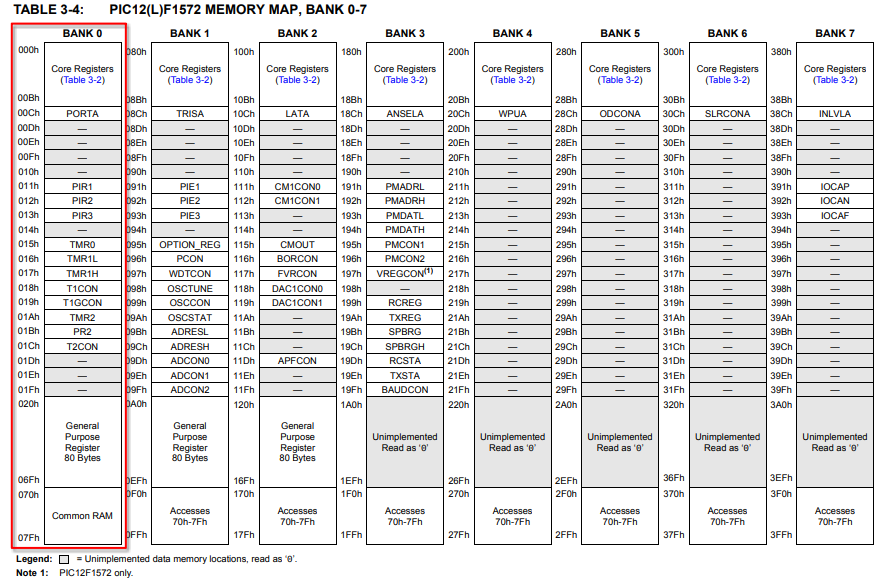 TABLE 3-4: PIC12(L)F1572 MEMORY MAP, BANK 0-7
BANK 0 BANK 1 BANK 2 BANK 3 BANK 4 BANK 5 BANK 6 BANK 7
000h 080h 100h 180h 200h 280h 300h 380h
Core Registers Core Registers Core Registers Core Registers Core Registers Core Registers Core Registers Core Registers
(Table 3-2) (Table 3-2) (Table 3-2) (Table 3-2) (Table 3-2) (Table 3-2) (Table 3-2) (Table 3-2)
00Bh 08Bh 10Bh 18Bh 20Bh 28Bh 30Bh 38Bh
00Ch PORTA 08Ch TRISA 10Ch LATA 18Ch ANSELA 20Ch WPUA 28Ch ODCONA 30Ch SLRCONA 38Ch INLVLA
00Dh — 08Dh — 10Dh — 18Dh — 20Dh — 28Dh — 30Dh — 38Dh —
00Eh — 08Eh — 10Eh — 18Eh — 20Eh — 28Eh — 30Eh — 38Eh —
00Fh — 08Fh — 10Fh — 18Fh — 20Fh — 28Fh — 30Fh — 38Fh —
010h — 090h — 110h — 190h — 210h — 290h — 310h — 390h —
011h PIR1 091h PIE1 111h CM1CON0 191h PMADRL 211h — 291h — 311h — 391h IOCAP
012h PIR2 092h PIE2 112h CM1CON1 192h PMADRH 212h — 292h — 312h — 392h IOCAN
013h PIR3 093h PIE3 113h — 193h PMDATL 213h — 293h — 313h — 393h IOCAF
014h — 094h — 114h — 194h PMDATH 214h — 294h — 314h — 394h —
015h TMR0 095h OPTION_REG 115h CMOUT 195h PMCON1 215h — 295h — 315h — 395h —
016h TMR1L 096h PCON 116h BORCON 196h PMCON2 216h — 296h — 316h — 396h —
017h TMR1H 097h WDTCON 117h FVRCON 197h VREGCON(1) 217h — 297h — 317h — 397h —
018h T1CON 098h OSCTUNE 118h DAC1CON0 198h — 218h — 298h — 318h — 398h —
019h T1GCON 099h OSCCON 119h DAC1CON1 199h RCREG 219h — 299h — 319h — 399h —
01Ah TMR2 09Ah OSCSTAT 11Ah — 19Ah TXREG 21Ah — 29Ah — 31Ah — 39Ah —
01Bh PR2 09Bh ADRESL 11Bh — 19Bh SPBRG 21Bh — 29Bh — 31Bh — 39Bh —
01Ch T2CON 09Ch ADRESH 11Ch — 19Ch SPBRGH 21Ch — 29Ch — 31Ch — 39Ch —
01Dh — 09Dh ADCON0 11Dh APFCON 19Dh RCSTA 21Dh — 29Dh — 31Dh — 39Dh —
01Eh — 09Eh ADCON1 11Eh — 19Eh TXSTA 21Eh — 29Eh — 31Eh — 39Eh —
01Fh — 09Fh ADCON2 11Fh — 19Fh BAUDCON 21Fh — 29Fh — 31Fh — 39Fh —
020h 0A0h 120h 1A0h 220h 2A0h 320h 3A0h
General General General
Purpose Purpose Purpose Unimplemented Unimplemented Unimplemented Unimplemented Unimplemented
Register Register Register Read as ‘0’ Read as ‘0’ Read as ‘0’ Read as ‘0’ Read as ‘0’
80 Bytes 80 Bytes 80 Bytes
06Fh 0EFh 16Fh 1EFh 26Fh 2EFh 36Fh 3EFh
070h 0F0h 170h 1F0h 270h 2F0h 370h 3F0h
Common RAM Accesses Accesses Accesses Accesses Accesses Accesses Accesses
70h-7Fh 70h-7Fh 70h-7Fh 70h-7Fh 70h-7Fh 70h-7Fh 70h-7Fh
07Fh 0FFh 17Fh 1FFh 27Fh 2FFh 37Fh 3FFh
Legend: = Unimplemented data memory locations, read as ‘0’.
Note 1: PIC12F1572 only.